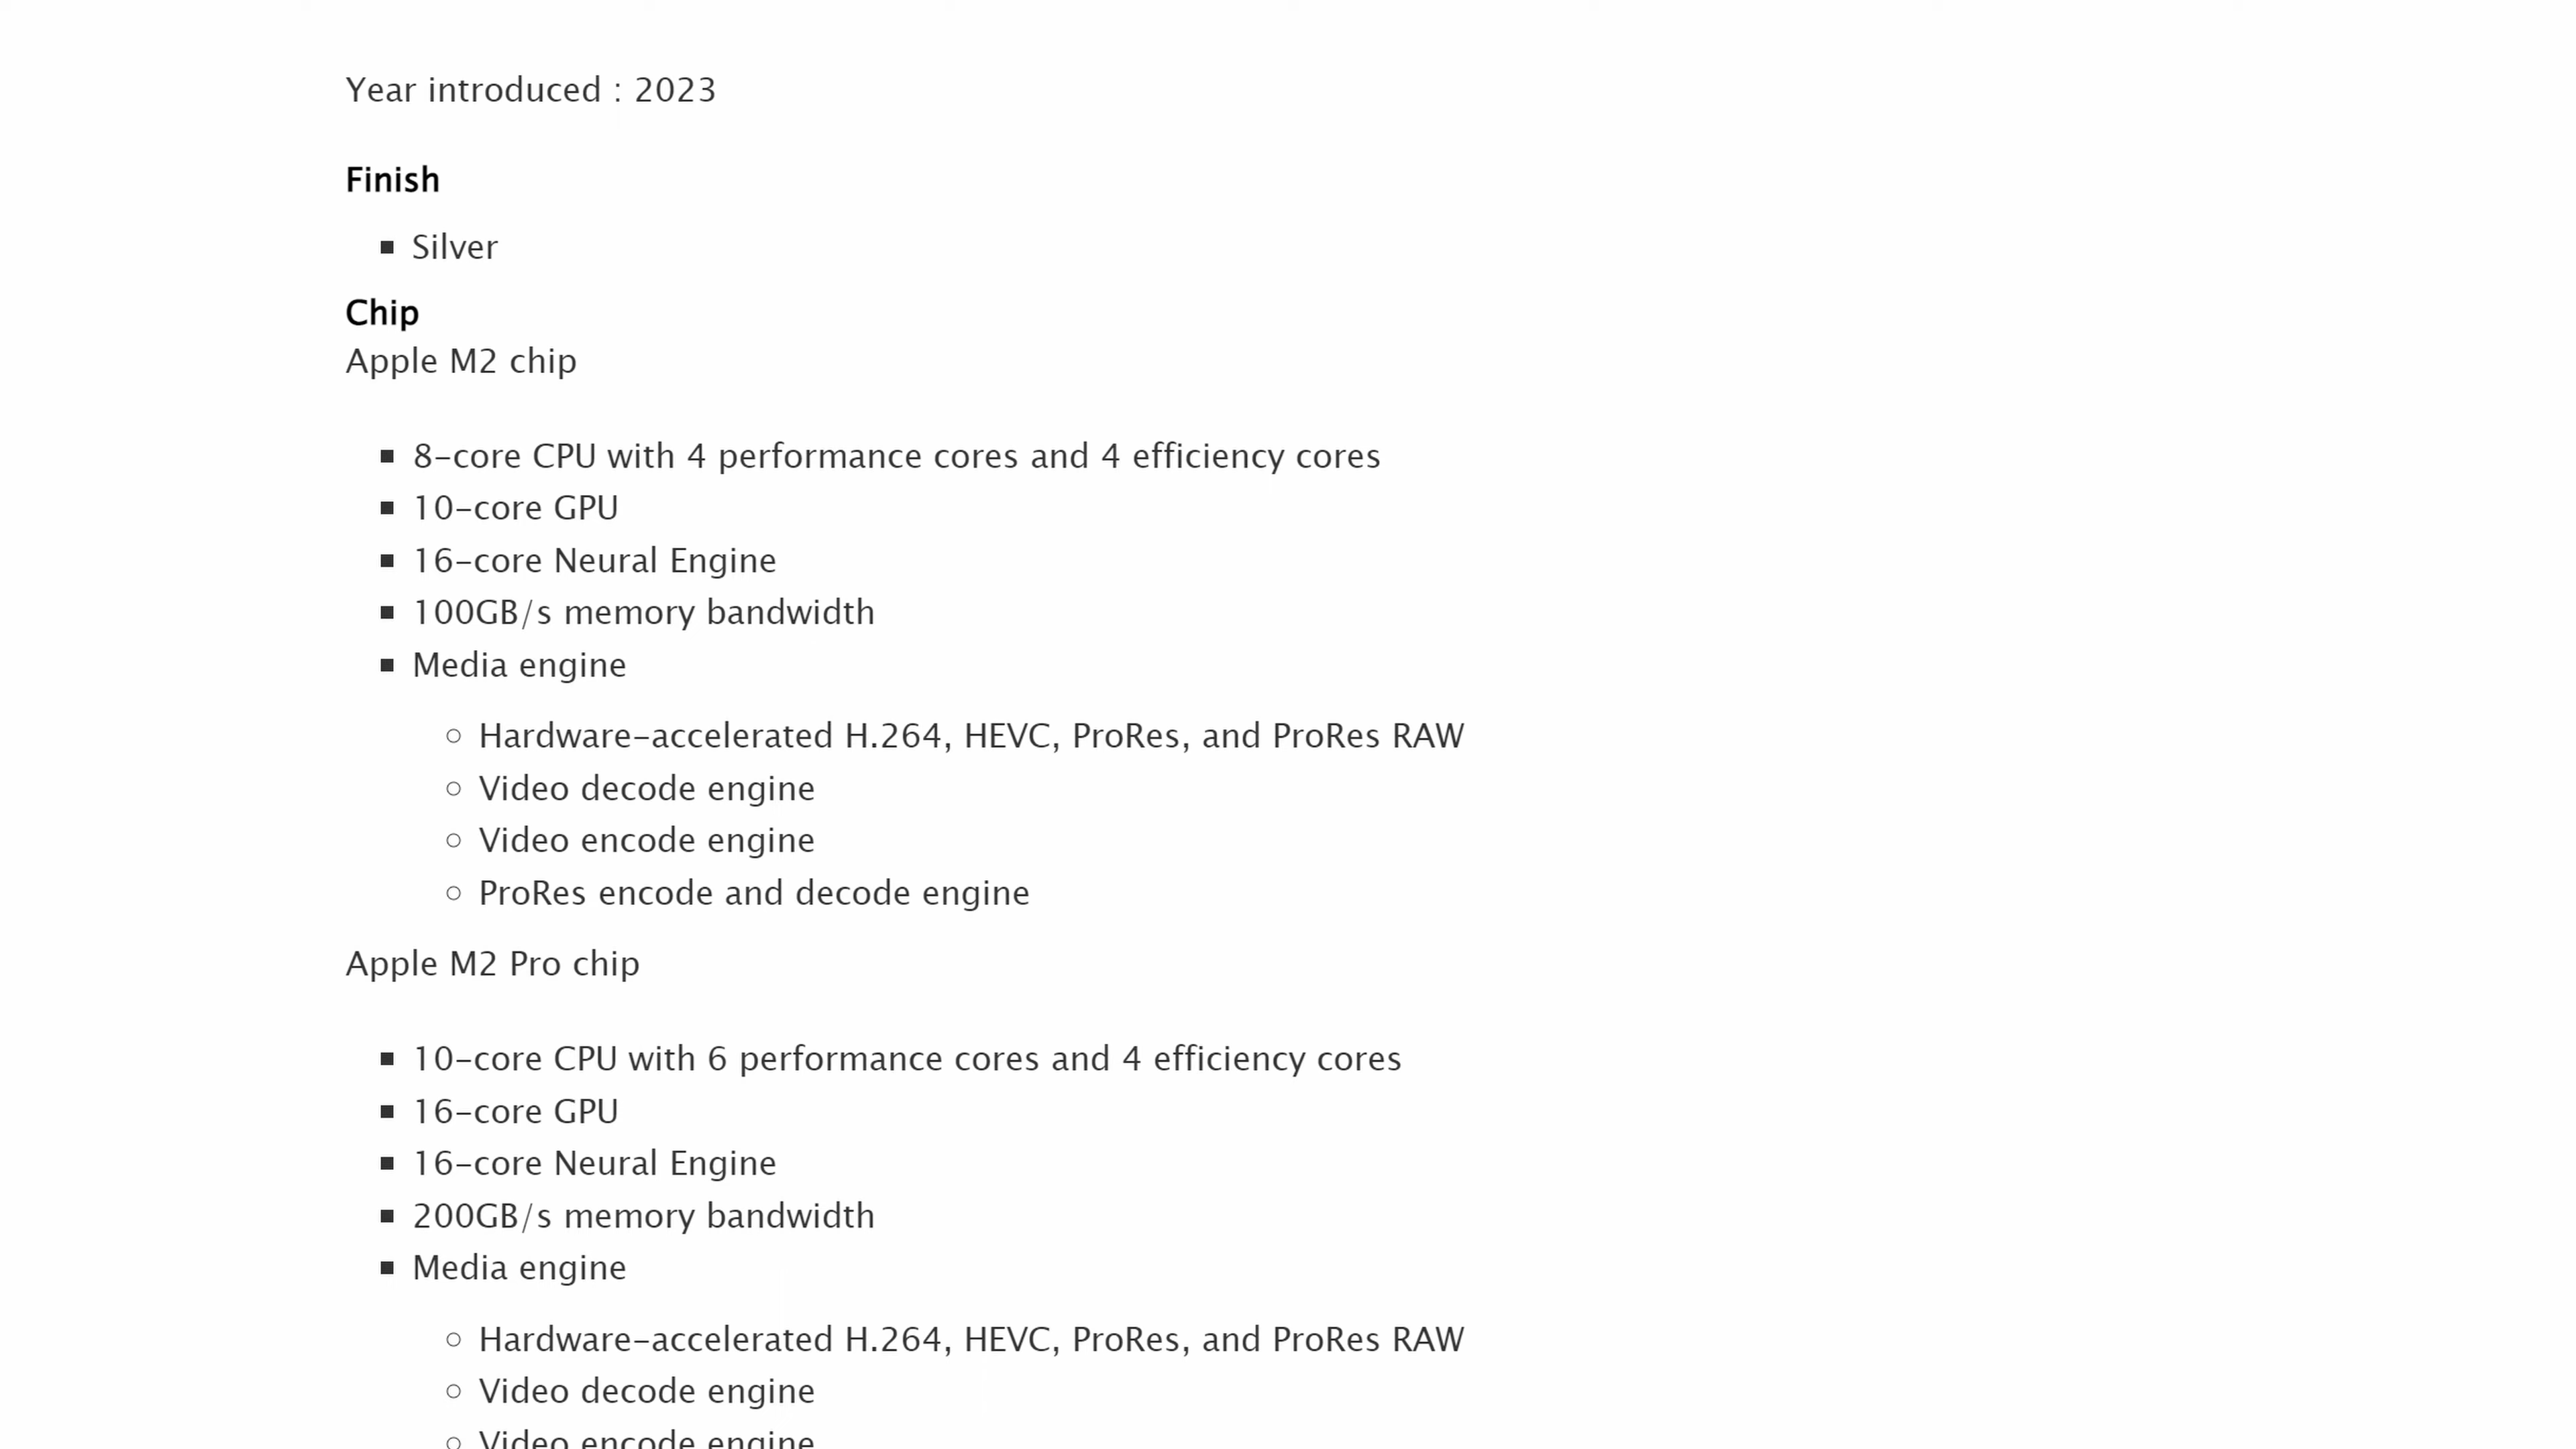 Year introduced : 2023
Finish
Silver
Chip
Apple M2 chip
8-core CPU with 4 performance cores and 4 efficiency cores
10-core GPU
16-core Neural Engine
100GB/s memory bandwidth
Media engine
Hardware-accelerated H.264, HEVC, ProRes, and ProRes RAW
Video decode engine
Video encode engine
ProRes encode and decode engine
Apple M2 Pro chip
10-core CPU with 6 performance cores and 4 efficiency cores
16-core GPU
16-core Neural Engine
200GB/s memory bandwidth
Media engine
Hardware-accelerated H.264, HEVC, ProRes, and ProRes RAW
Video decode engine
Video encode engine